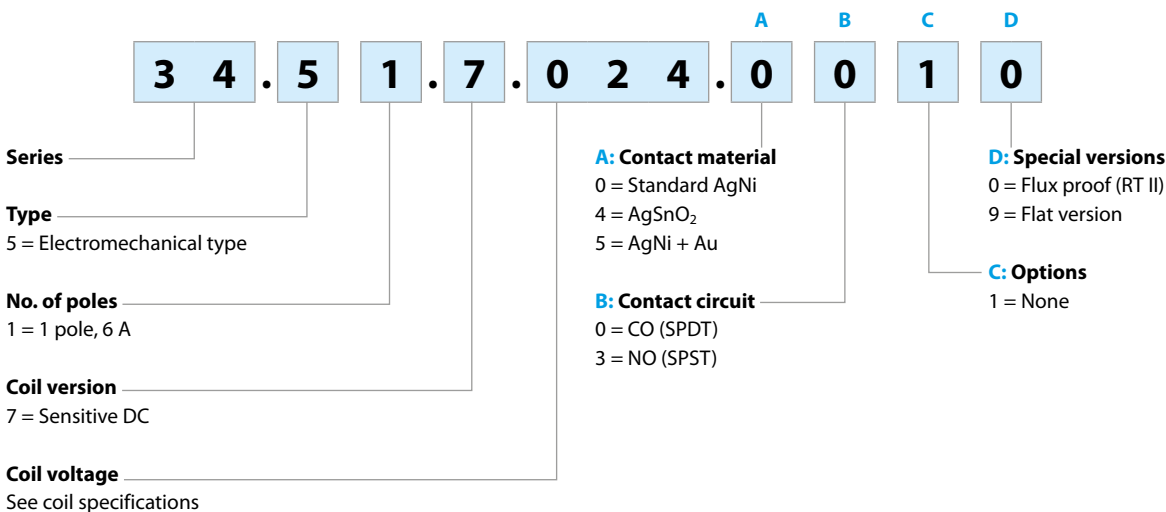 A B C D
3 4 . 5 1 . 7 . 0 2 4 . 0 0 1 0
Series
Type
5 = Electromechanical type
No. of poles
1 = 1 pole, 6 A
Coil version
7 = Sensitive DC
Coil voltage
See coil specifications
A: Contact material
0 = Standard AgNi
4 = AgSnO₂
5 = AgNi + Au
B: Contact circuit
0 = CO (SPDT)
3 = NO (SPST)
D: Special versions
0 = Flux proof (RT II)
9 = Flat version
C: Options
1 = None